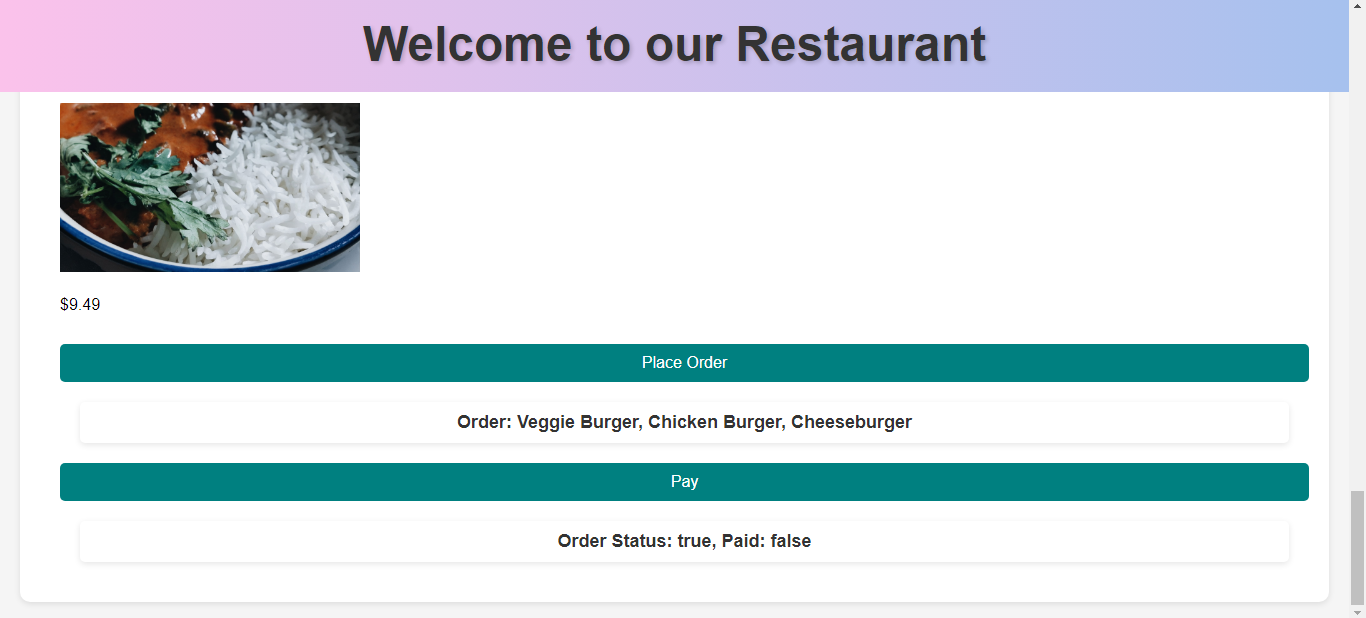 Welcome to our Restaurant
$9.49
Place Order
Order: Veggie Burger, Chicken Burger, Cheeseburger
Pay
Order Status: true, Paid: false